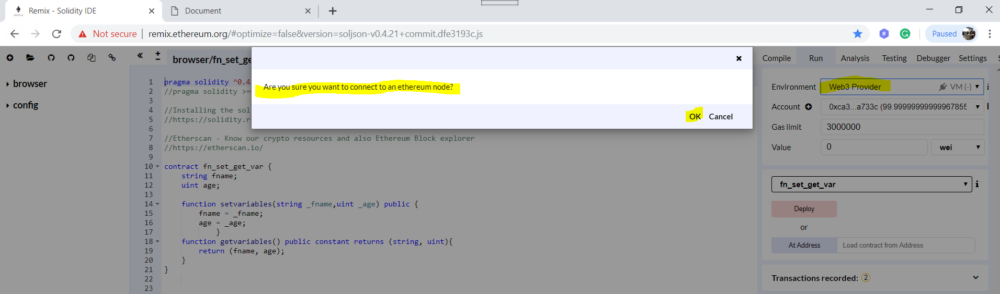 Remix - Solidity IDE
Document
remix
Not secure
remix.ethereum.org/#optimize=false&version=soljson-v0.4.21+commit.dfe3193c.js
Paused
browser/fn_set_ge
Compile
Run
Analysis
Testing
Debugger
Settings
browser
config
Are you sure you want to connect to an ethereum node?
OK
Cancel
1 pragma solidity ^0.4
2 //pragma solidity >=
3
4 //Installing the sol
5 //https://solidity.r
6
7 //Etherscan - Know our crypto resources and also Ethereum Block explorer
8 //https://etherscan.io/
9
10 contract fn_set_get_var {
11 string fname;
12 uint age;
13
14 function setvariables(string _fname,uint _age) public {
15 fname = _fname;
16 age = _age;
17 }
18 function getvariables() public constant returns (string, uint){
19 return (fname, age);
20 }
21 }
22
23
Environment
Web3 Provider
VM (-)
Account
0xca3...a733c (99.99999999999967855
Gas limit
3000000
Value
0
wei
fn_set_get_var
Deploy
or
At Address
Load contract from Address
Transactions recorded: 2